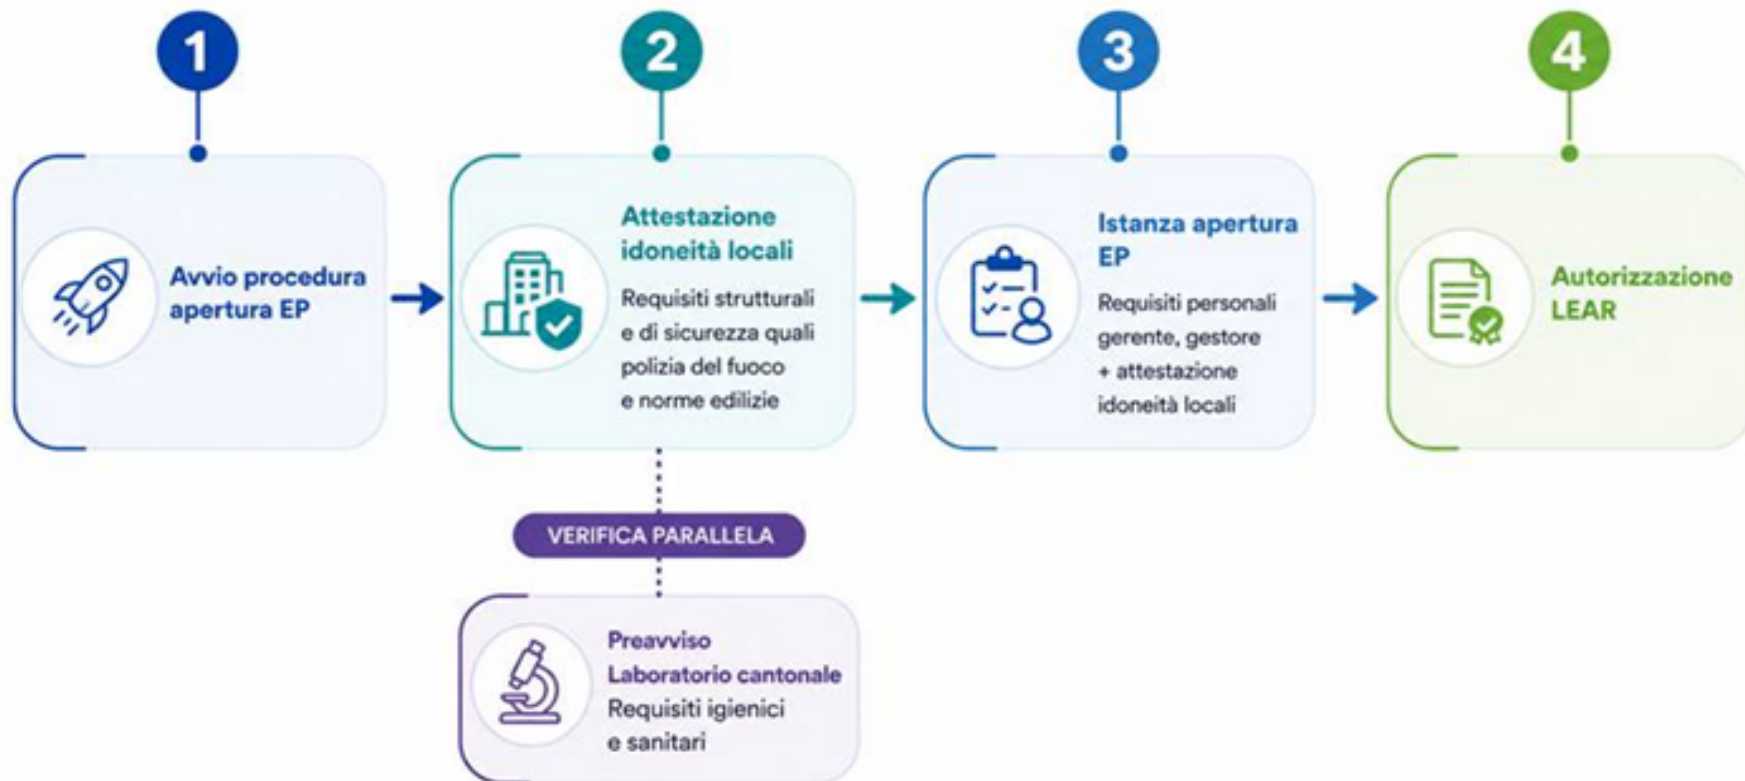 1
2
3
4
Avvio procedura
apertura EP
Attestazione
idoneità locali
Requisiti strutturali
e di sicurezza quali
polizia del fuoco
e norme edilizie
Istanza apertura
EP
Requisiti personali
gerente, gestore
+ attestazione
idoneità locali
Autorizzazione
LEAR
VERIFICA PARALLELA
Preavviso
Laboratorio cantonale
Requisiti igienici
e sanitari